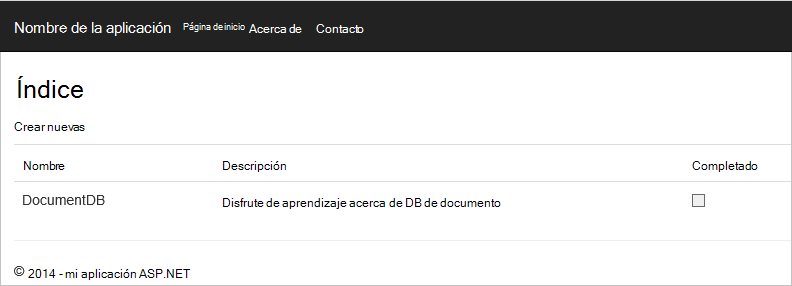 Nombre de la aplicación Página de inicio Acerca de Contacto
Índice
Crear nuevas
Nombre Descripción Completado
DocumentDB Disfrute de aprendizaje acerca de DB de documento
© 2014 - mi aplicación ASP.NET